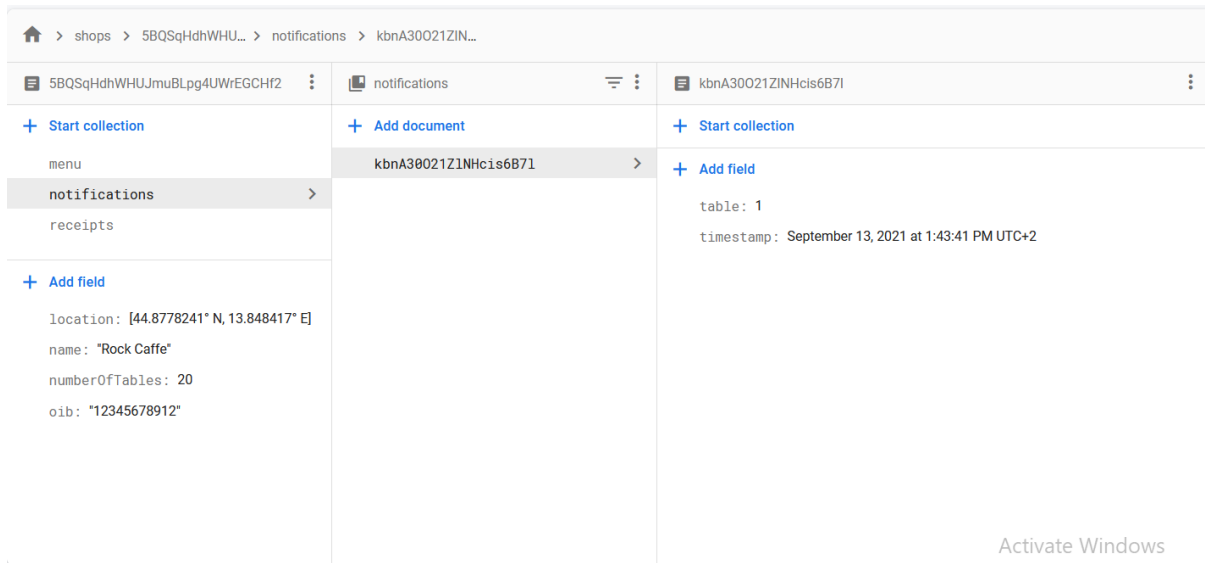 shops > 5BQSqHdhWHU... > notifications > kbnA30O21ZlN...
5BQSqHdhWHUJmuBLpg4UWrEGCHf2
+ Start collection
menu
notifications
receipts
+ Add field
location: [44.8778241° N, 13.848417° E]
name: "Rock Caffe"
numberOfTables: 20
oib: "12345678912"
notifications
+ Add document
kbnA30O21ZlNHcis6B7l
kbnA30O21ZlNHcis6B7l
+ Start collection
+ Add field
table: 1
timestamp: September 13, 2021 at 1:43:41 PM UTC+2
Activate Windows